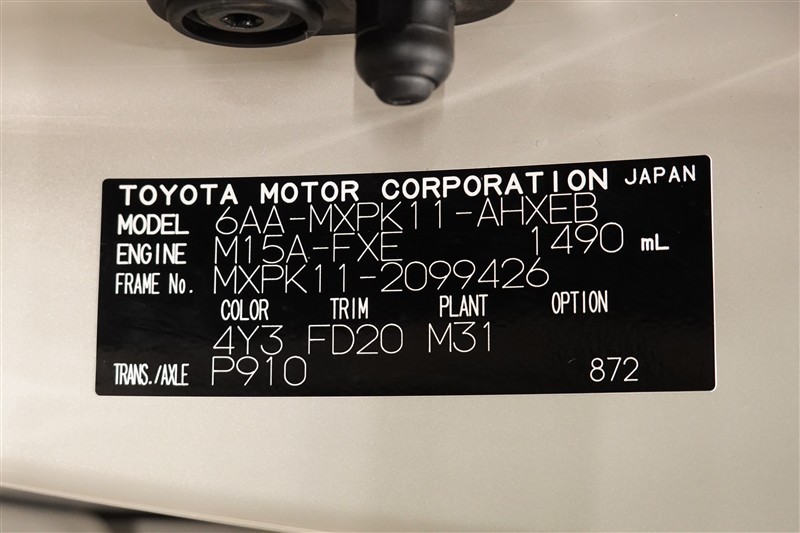 TOYOTA MOTOR CORPORATION JAPAN
MODEL 6AA-MXPK11-AHXEB
ENGINE M15A-FXE 1490 mL
FRAME No. MXPK11-2099426
COLOR TRIM PLANT OPTION
4Y3 FD20 M31
TRANS./AXLE P910 872